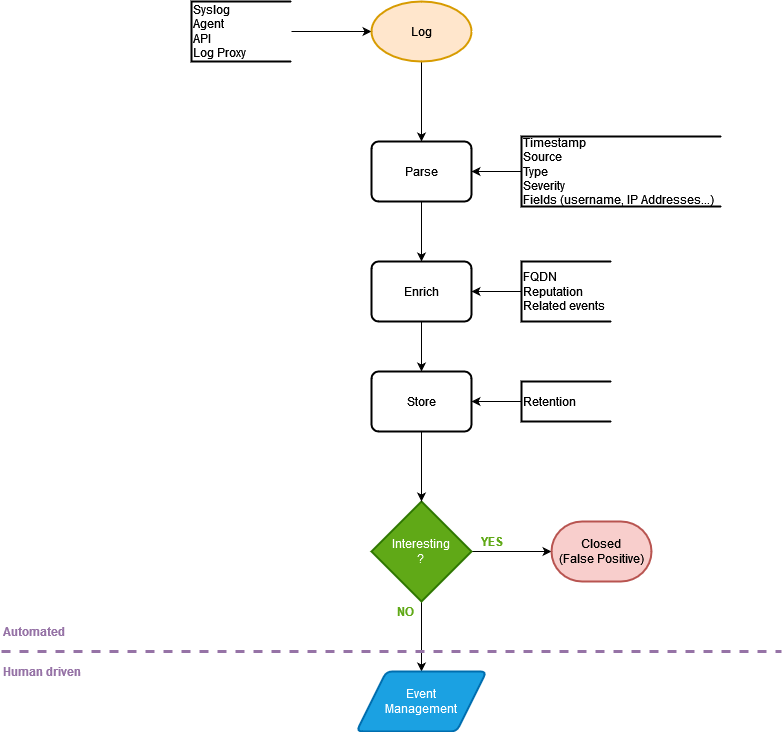 Syslog
Agent
API
Log Proxy
Log
Parse
Timestamp
Source
Type
Severity
Fields (username, IP Addresses...)
Enrich
FQDN
Reputation
Related events
Store
Retention
Interesting
?
YES
Closed
(False Positive)
NO
Automated
Human driven
Event
Management